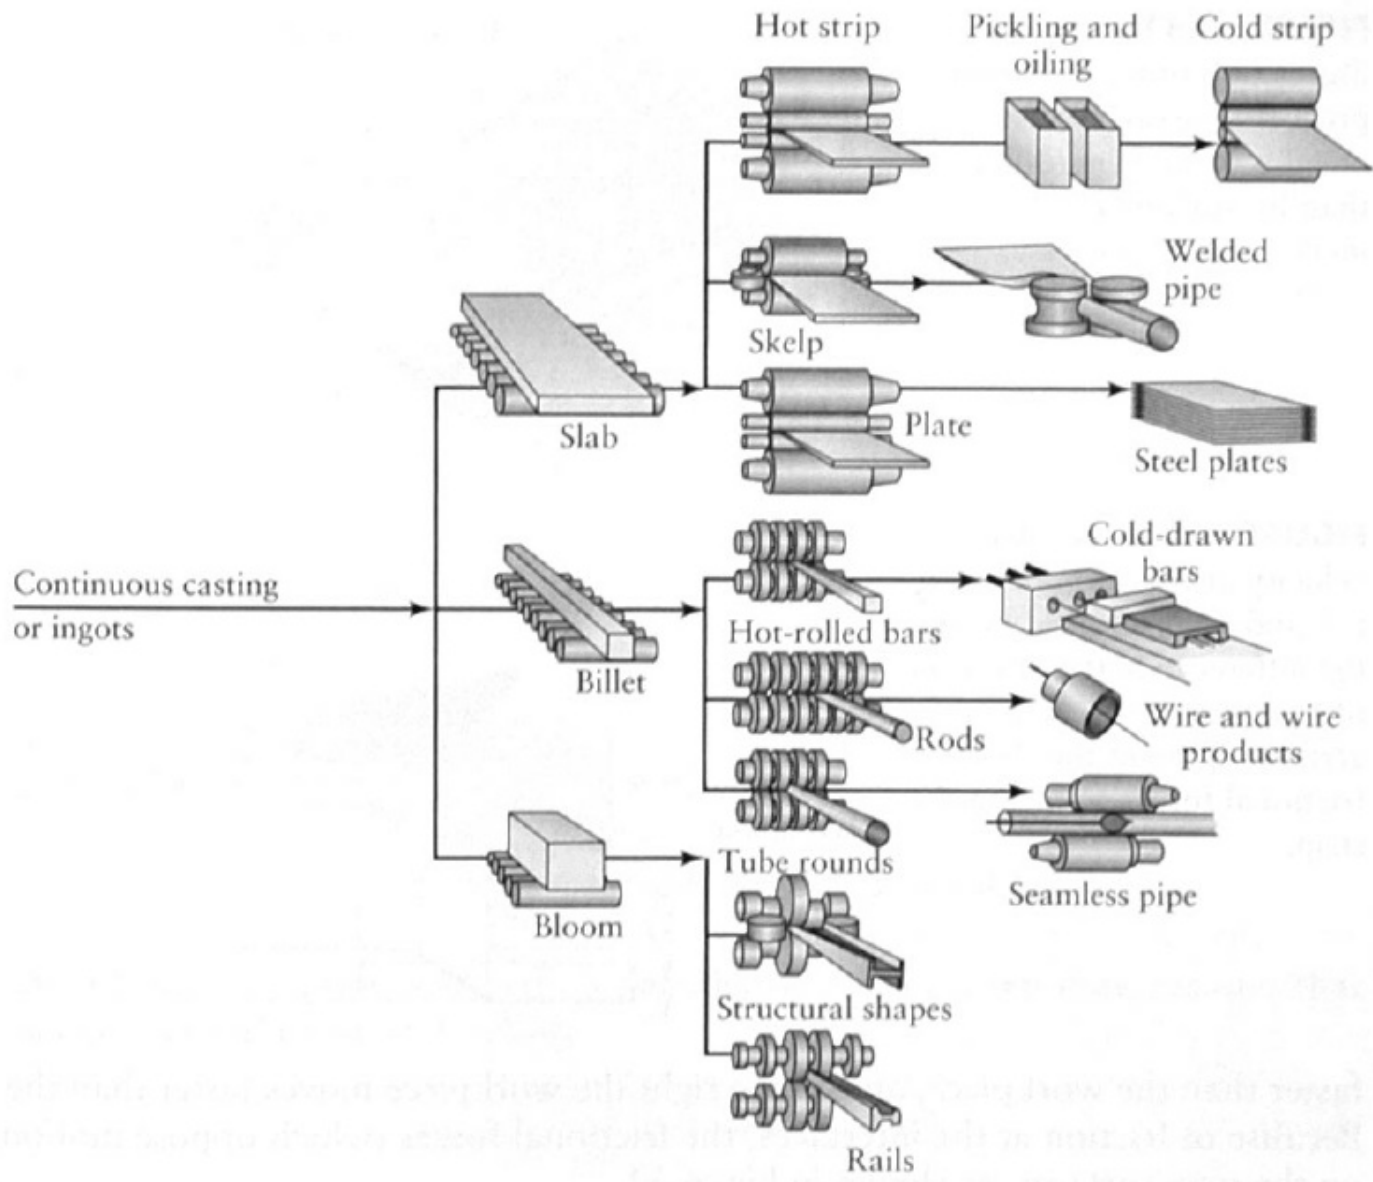 Hot strip
Pickling and
oiling
Cold strip
Skelp
Welded
pipe
Slab
Plate
Steel plates
Continuous casting
or ingots
Billet
Hot-rolled bars
Cold-drawn
bars
Rods
Wire and wire
products
Tube rounds
Seamless pipe
Bloom
Structural shapes
Rails